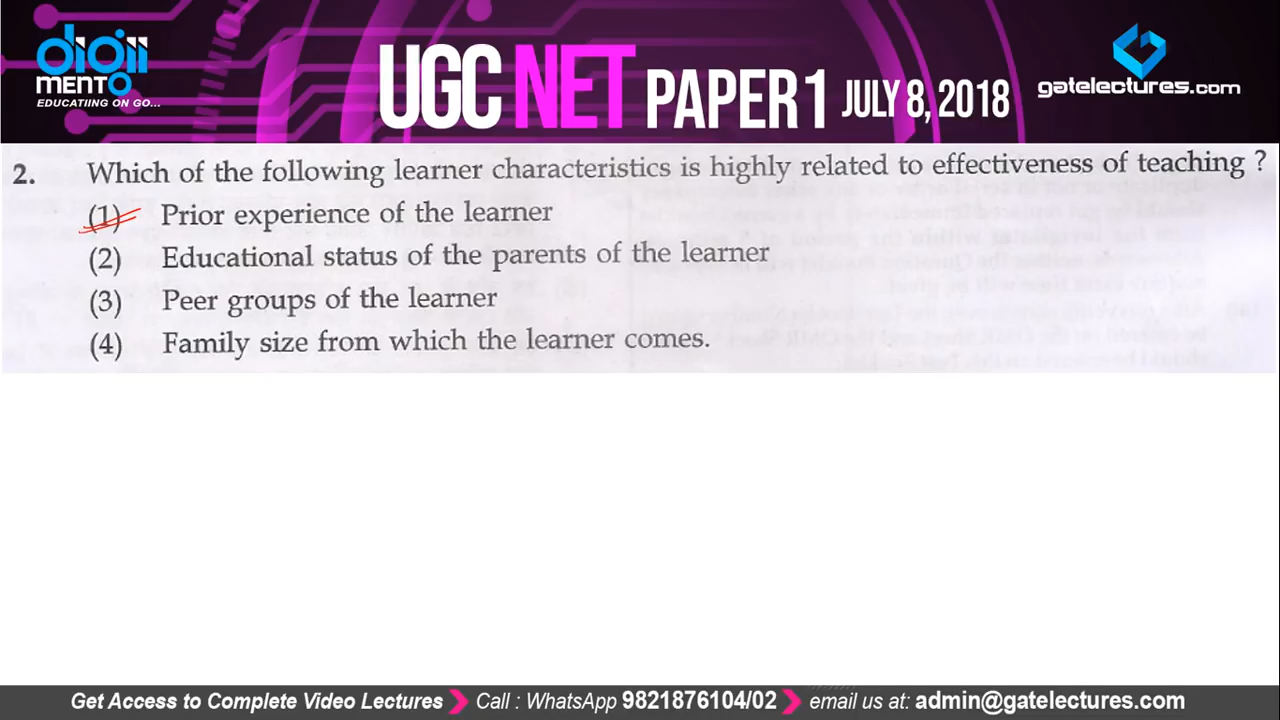 digii
mento
EDUCATING ON GO...
UGC NET PAPER 1 JULY 8, 2018
gatelectures.com
2. Which of the following learner characteristics is highly related to effectiveness of teaching ?
(1) Prior experience of the learner
(2) Educational status of the parents of the learner
(3) Peer groups of the learner
(4) Family size from which the learner comes.
Get Access to Complete Video Lectures Call : WhatsApp 9821876104/02 email us at: admin@gatelectures.com